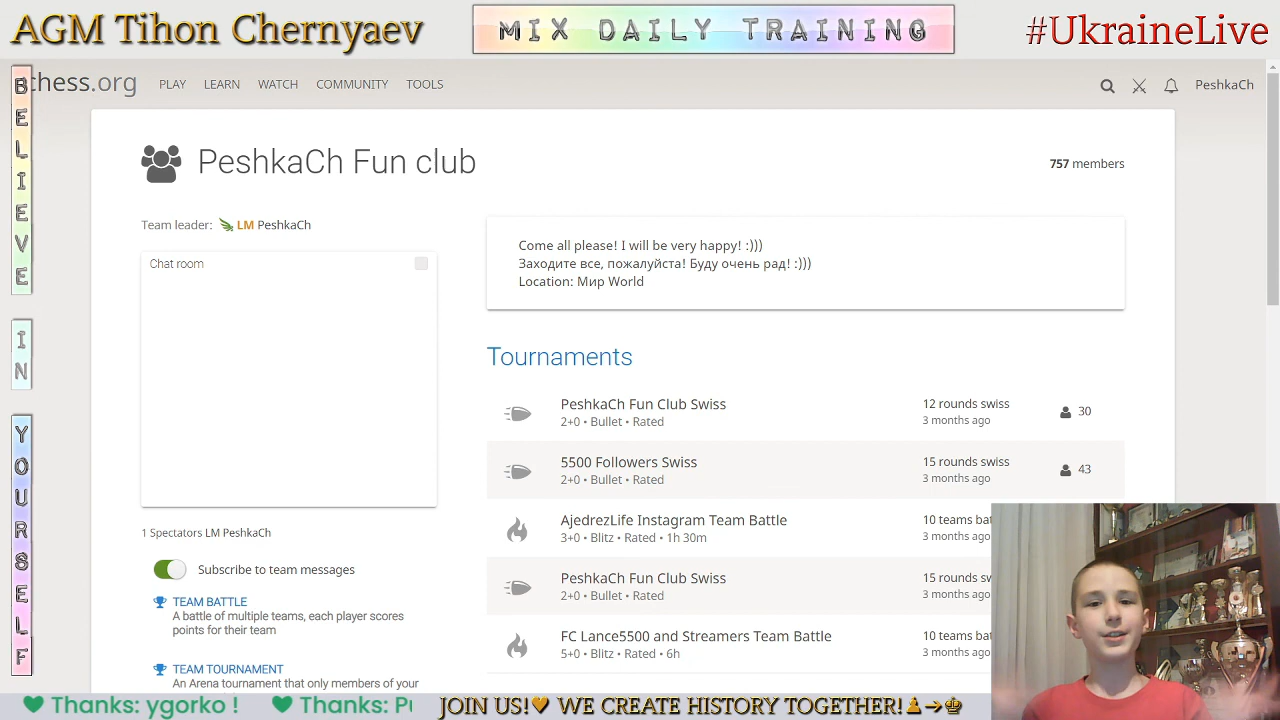 AGM Tihon Chernyaev
MIX DAILY TRAINING
#UkraineLive
BELIEVE
IN
YOURSELF
chess.org
PLAY LEARN WATCH COMMUNITY TOOLS
PeshkaCh
PeshkaCh Fun club
757 members
Team leader: LM PeshkaCh
Chat room
Come all please! I will be very happy! :)))
Заходите все, пожалуйста! Буду очень рад! :)))
Location: Мир World
Tournaments
PeshkaCh Fun Club Swiss
2+0 • Bullet • Rated
12 rounds swiss
3 months ago
30
5500 Followers Swiss
2+0 • Bullet • Rated
15 rounds swiss
3 months ago
43
AjedrezLife Instagram Team Battle
3+0 • Blitz • Rated • 1h 30m
10 teams bat
3 months ago
PeshkaCh Fun Club Swiss
2+0 • Bullet • Rated
15 rounds sw
3 months ago
FC Lance5500 and Streamers Team Battle
5+0 • Blitz • Rated • 6h
10 teams bat
3 months ago
1 Spectators LM PeshkaCh
Subscribe to team messages
TEAM BATTLE
A battle of multiple teams, each player scores
points for their team
TEAM TOURNAMENT
An Arena tournament that only members of your
💚 Thanks: ygorko ! 💚 Thanks:
JOIN US!🧡 WE CREATE HISTORY TOGETHER!♟→♚